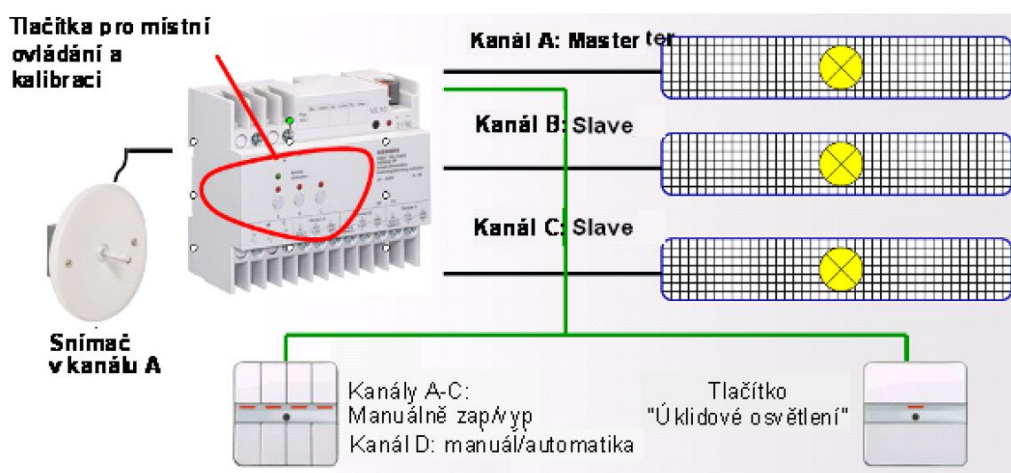 Tlačítka pro místní
ovládání a
kalibraci
Kanál A: Master ter
Kanál B: Slave
Kanál C: Slave
Snímač
v kanálu A
Kanály A-C:
Manuálně zap/vyp
Kanál D: manuál/automatika
Tlačítko
"Úklidové osvětlení"